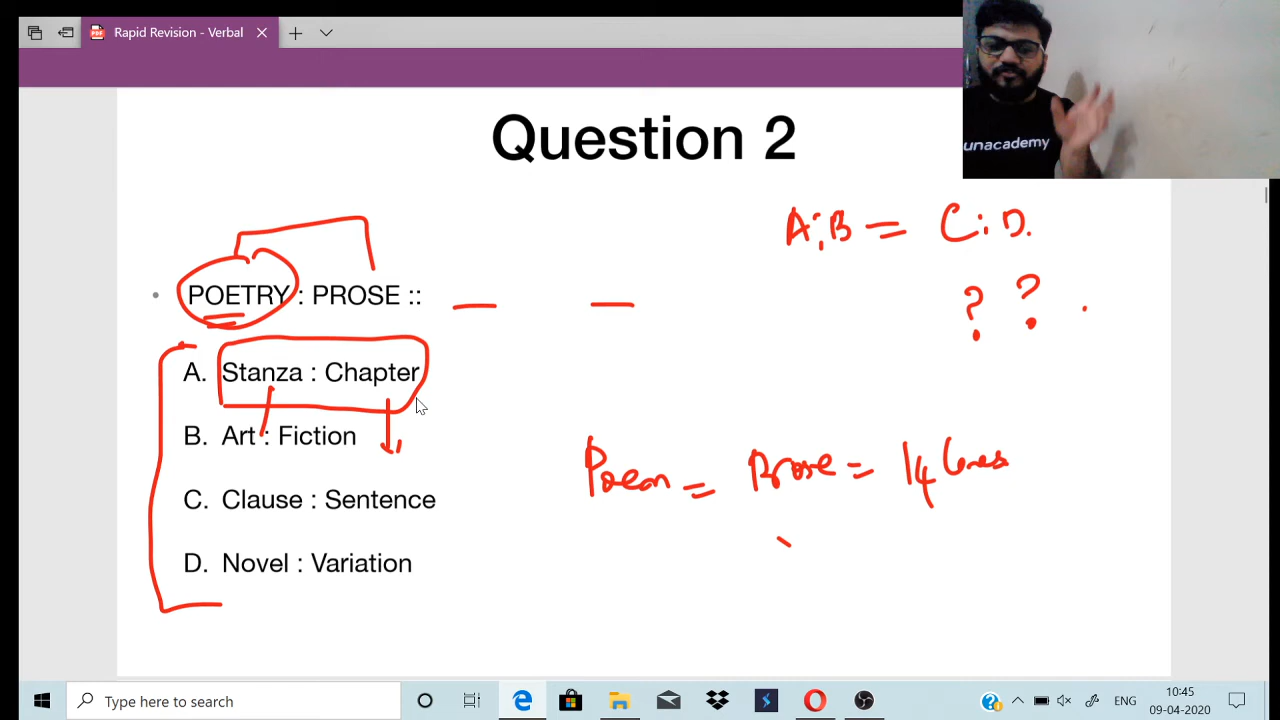 Rapid Revision - Verbal
unacademy
Question 2
A:B = C:D.
POETRY : PROSE ::
? ? .
A. Stanza : Chapter
B. Art : Fiction
Poem = Prose = 14 lines
C. Clause : Sentence
D. Novel : Variation
Type here to search
ENG
10:45
09-04-2020